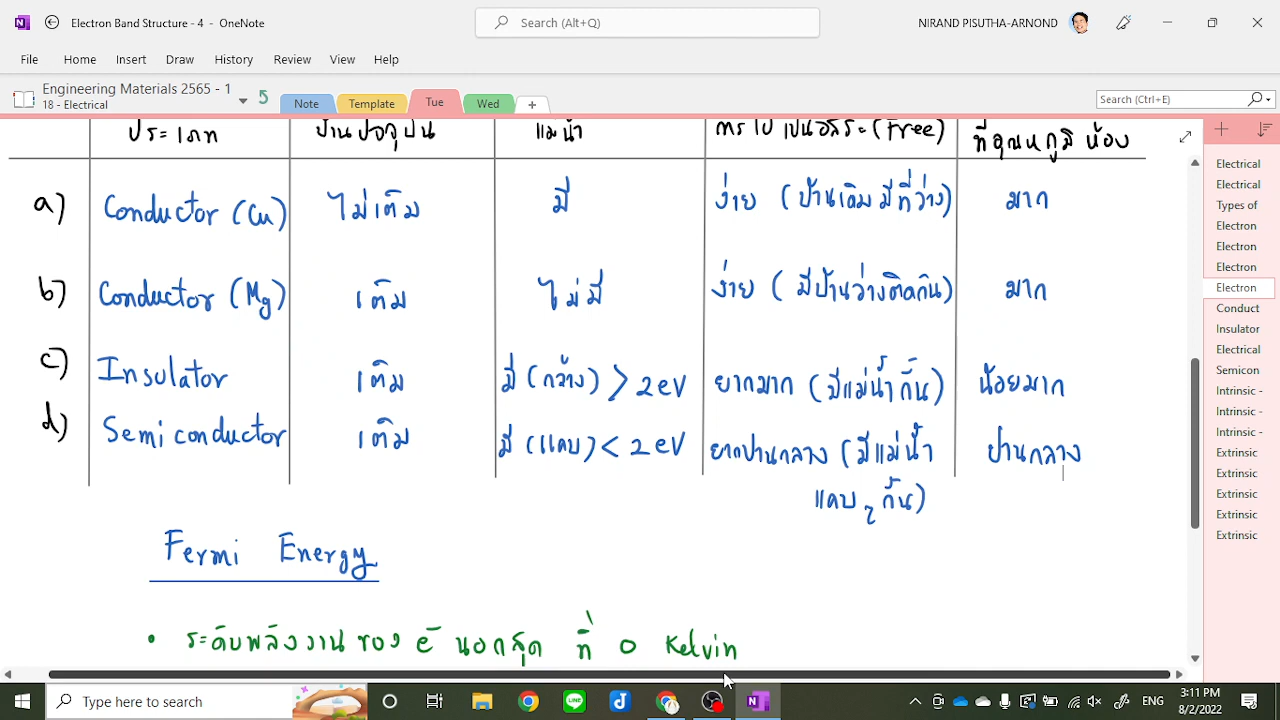 Electron Band Structure - 4 - OneNote
Search (Alt+Q)
NIRAND PISUTHA-ARNOND
File Home Insert Draw History Review View Help
Engineering Materials 2565 - 1
18 - Electrical
Note Template Tue Wed
Search (Ctrl+E)
ประเภท บ้านปัจจุบัน แม่น้ำ การไปเป็นอิสระ (Free) ที่อุณหภูมิห้อง
a) Conductor (Cu) ไม่เต็ม มี ง่าย (บ้านเดิมมีที่ว่าง) มาก
b) Conductor (Mg) เต็ม ไม่มี ง่าย (มีบ้านว่างติดกัน) มาก
c) Insulator เต็ม มี (กว้าง) > 2 eV ยากมาก (มีแม่น้ำกั้น) น้อยมาก
d) Semiconductor เต็ม มี (แคบ) < 2 eV ยากปานกลาง (มีแม่น้ำ ปานกลาง
แคบๆ กั้น)
Fermi Energy
• ระดับพลังงานของ e⁻ นอกสุด ที่ 0 Kelvin
Electrical
Electrical
Types of
Electron
Electron
Electron
Electron
Conduct
Insulator
Electrical
Semicon
Intrinsic -
Intrinsic -
Intrinsic -
Extrinsic
Extrinsic
Extrinsic
Extrinsic
Extrinsic
Type here to search
3:11 PM
8/2/2022